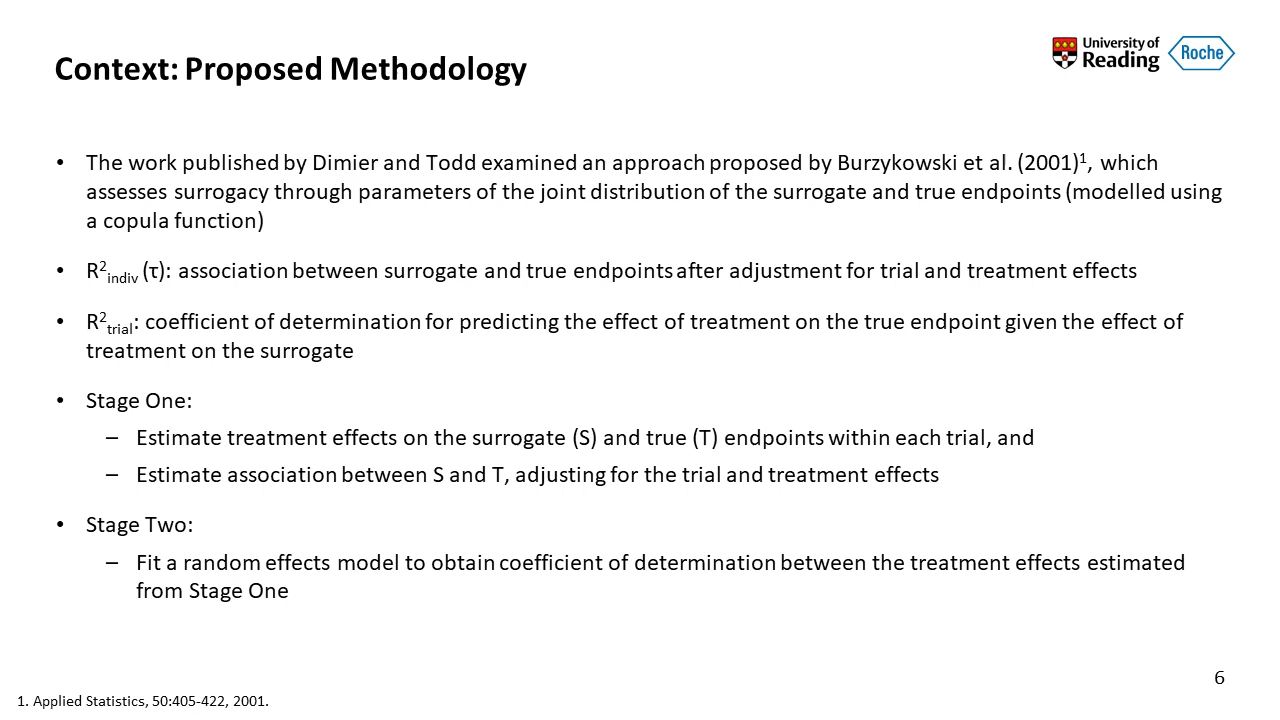 Context: Proposed Methodology
University of
Reading
Roche
• The work published by Dimier and Todd examined an approach proposed by Burzykowski et al. (2001)¹, which
assesses surrogacy through parameters of the joint distribution of the surrogate and true endpoints (modelled using
a copula function)
• R²indiv (τ): association between surrogate and true endpoints after adjustment for trial and treatment effects
• R²trial: coefficient of determination for predicting the effect of treatment on the true endpoint given the effect of
treatment on the surrogate
• Stage One:
– Estimate treatment effects on the surrogate (S) and true (T) endpoints within each trial, and
– Estimate association between S and T, adjusting for the trial and treatment effects
• Stage Two:
– Fit a random effects model to obtain coefficient of determination between the treatment effects estimated
from Stage One
6
1. Applied Statistics, 50:405-422, 2001.